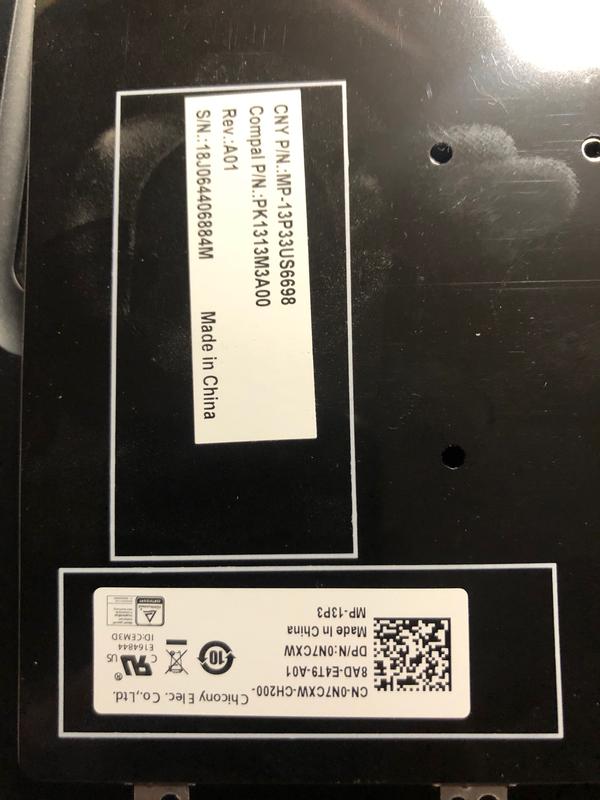 CNY P/N.:MP-13P33US6698
Compal P/N.:PK1313M3A00
Rev.:A01
S/N.:18J064406884M Made in China
CN-0N7CXW-CH200-
8AD-E4T9-A01
DP/N:0N7CXW
Made in China
MP-13P3
Chicony Elec. Co.,Ltd.
10
C US ®
E164844
ID:CEM3D